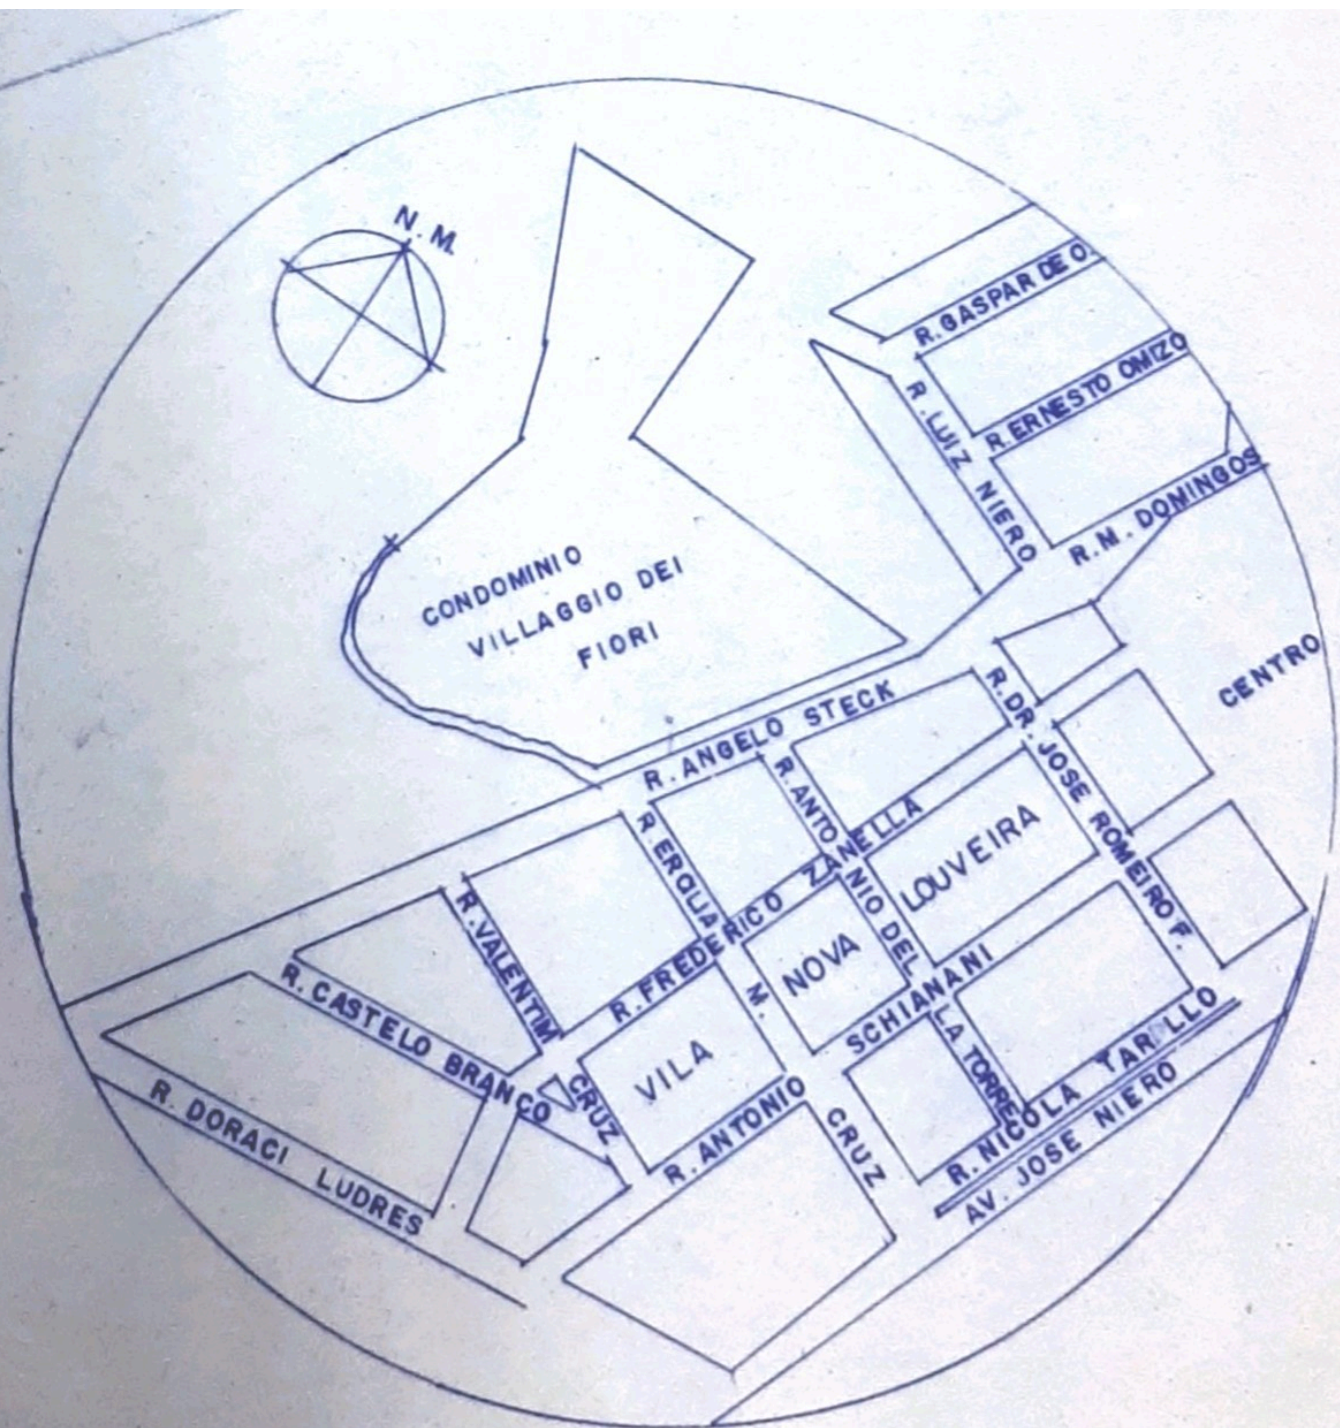 N. M.
R. GASPAR DE O.
R. ERNESTO OMIZO
R. LUIZ NIERO
R. M. DOMINGOS
CONDOMINIO
VILLAGGIO DEI
FIORI
CENTRO
R. ANGELO STECK
R. DR. JOSE ROMEIRO P.
R. ANTONIO DEL LA TORRE
R. ERCILIA M. CRUZ
R. FREDERICO ZANELLA
R. VALENTIM CRUZ
R. CASTELO BRANCO
R. DORACI LUDRES
VILA NOVA LOUVEIRA
R. ANTONIO SCHIANANI
R. NICOLA TARALLO
AV. JOSE NIERO